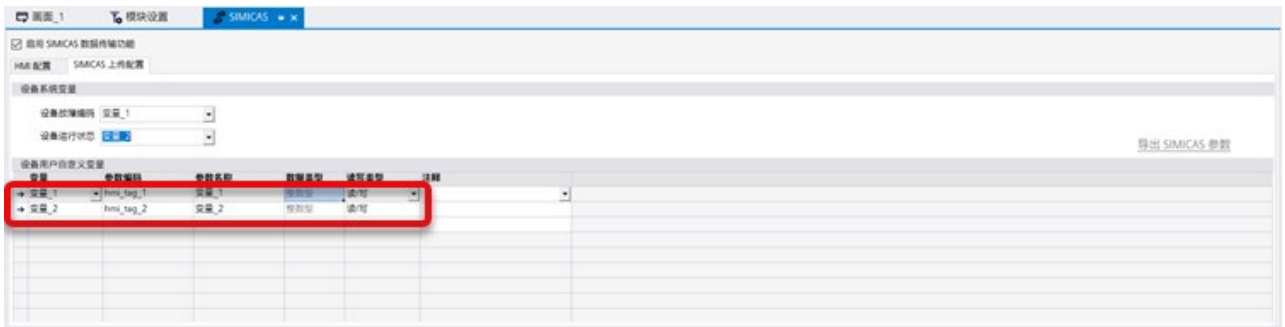 画面_1 模块设置 SIMICAS
启用 SIMICAS 数据传输功能
HMI 配置 SIMICAS 上传配置
设备系统变量
设备故障编码 变量_1
设备运行状态 变量_2
导出 SIMICAS 参数
设备用户自定义变量
变量 参数编码 参数名称 数据类型 读写类型 注释
变量_1 hmi_tag_1 变量_1 整数型 读/写
变量_2 hmi_tag_2 变量_2 整数型 读/写